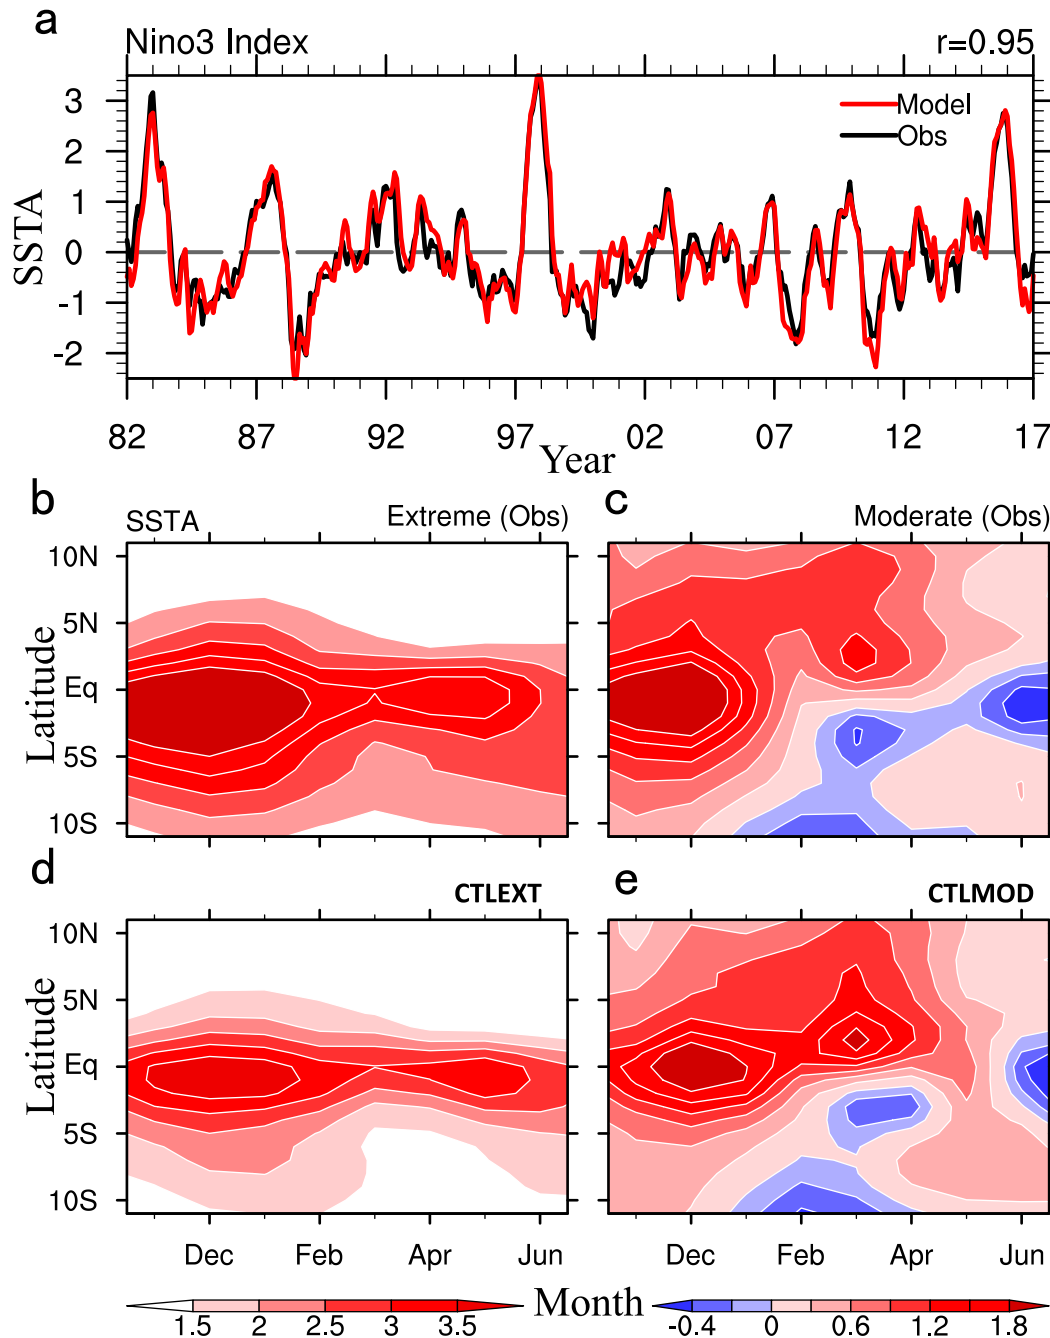 a
Nino3 Index r=0.95
SSTA
3
2
1
0
-1
-2
Model
Obs
82 87 92 97 02 07 12 17
Year
b c
SSTA Extreme (Obs) Moderate (Obs)
Latitude
10N
5N
Eq
5S
10S
d e
CTLEXT CTLMOD
Latitude
10N
5N
Eq
5S
10S
Dec Feb Apr Jun Dec Feb Apr Jun
Month
1.5 2 2.5 3 3.5 -0.4 0 0.6 1.2 1.8